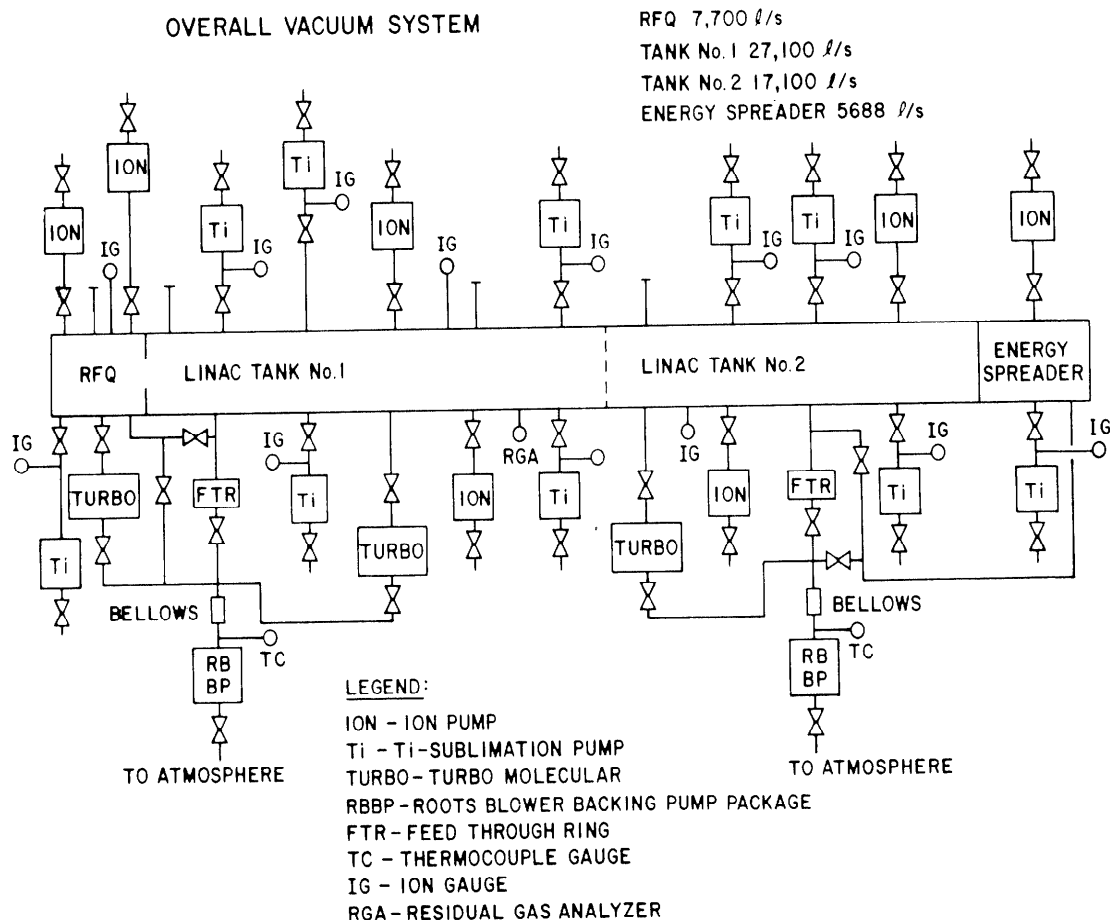 OVERALL VACUUM SYSTEM
RFQ 7,700 ℓ/s
TANK No.1 27,100 ℓ/s
TANK No.2 17,100 ℓ/s
ENERGY SPREADER 5688 ℓ/s
ION
ION
Ti
Ti
ION
Ti
Ti
Ti
ION
ION
IG
IG
IG
IG
IG
IG
IG
RFQ
LINAC TANK No.1
LINAC TANK No.2
ENERGY
SPREADER
IG
IG
RGA
IG
IG
IG
TURBO
FTR
Ti
ION
Ti
ION
FTR
Ti
Ti
Ti
TURBO
TURBO
BELLOWS
BELLOWS
TC
TC
RB
BP
RB
BP
TO ATMOSPHERE
TO ATMOSPHERE
LEGEND:
ION - ION PUMP
Ti - Ti-SUBLIMATION PUMP
TURBO-TURBO MOLECULAR
RBBP-ROOTS BLOWER BACKING PUMP PACKAGE
FTR-FEED THROUGH RING
TC - THERMOCOUPLE GAUGE
IG - ION GAUGE
RGA-RESIDUAL GAS ANALYZER